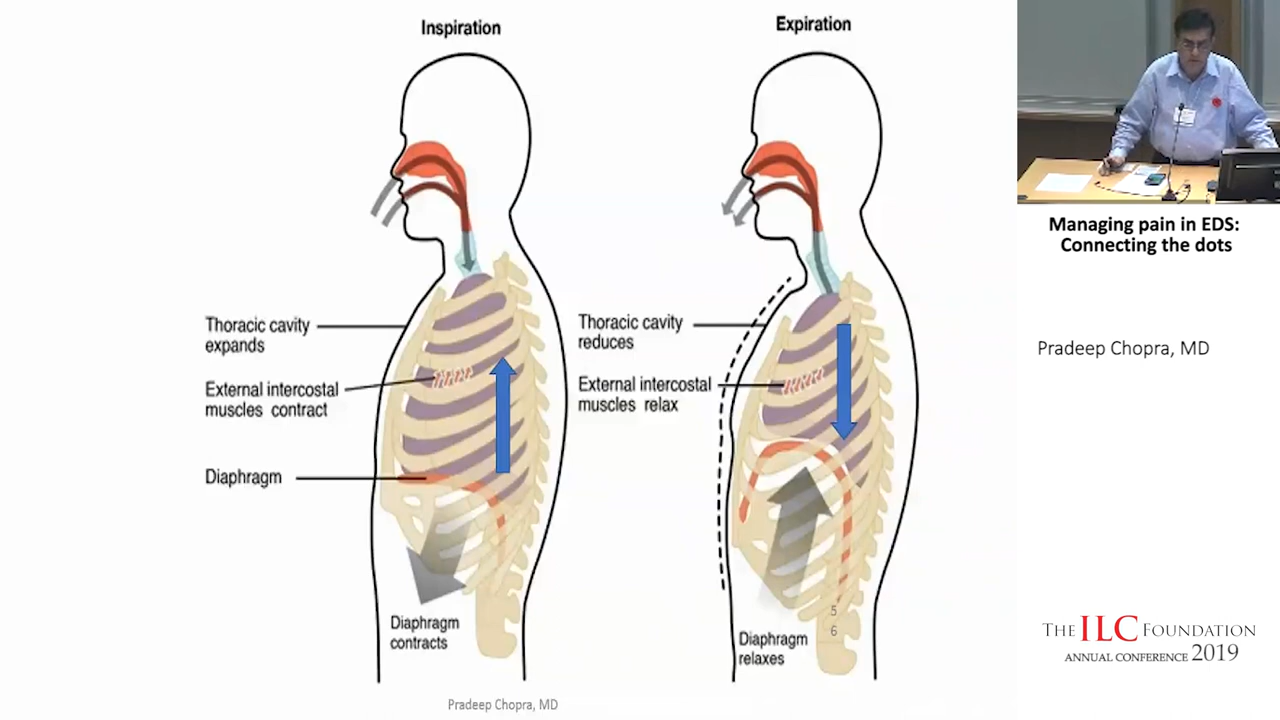 Inspiration
Thoracic cavity
expands
External intercostal
muscles contract
Diaphragm
Diaphragm
contracts
Expiration
Thoracic cavity
reduces
External intercostal
muscles relax
Diaphragm
relaxes
5
6
Pradeep Chopra, MD
Managing pain in EDS:
Connecting the dots
Pradeep Chopra, MD
THE ILC FOUNDATION
ANNUAL CONFERENCE 2019